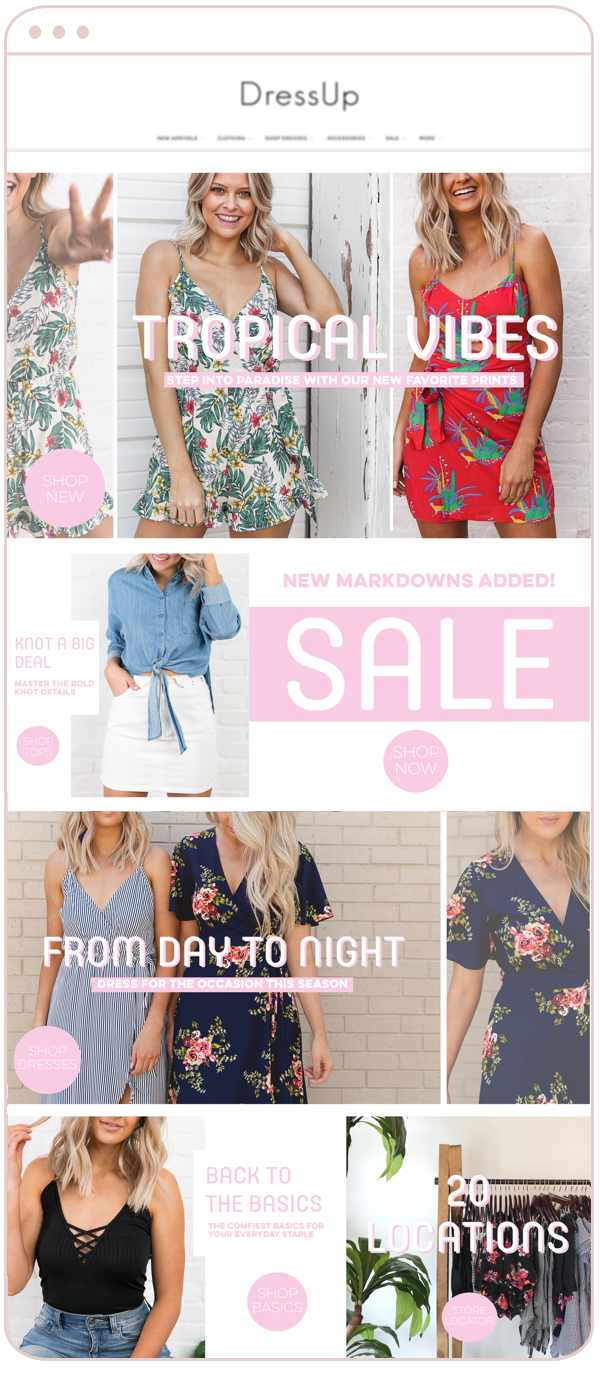 DressUp
NEW ARRIVALS CLOTHING SHOP DRESSES ACCESSORIES SALE MORE
TROPICAL VIBES
STEP INTO PARADISE WITH OUR NEW FAVORITE PRINTS
SHOP
NEW
KNOT A BIG
DEAL
MASTER THE BOLD
KNOT DETAILS
SHOP
TOPS
NEW MARKDOWNS ADDED!
SALE
SHOP
NOW
FROM DAY TO NIGHT
DRESS FOR THE OCCASION THIS SEASON
SHOP
DRESSES
BACK TO
THE BASICS
THE COMFIEST BASICS FOR
YOUR EVERYDAY STAPLE
SHOP
BASICS
20
LOCATIONS
STORE
LOCATOR